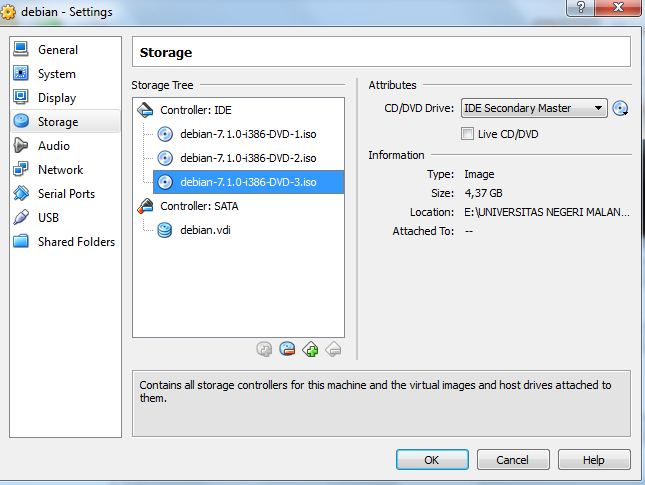 debian - Settings
General
System
Display
Storage
Audio
Network
Serial Ports
USB
Shared Folders
Storage
Storage Tree
Controller: IDE
debian-7.1.0-i386-DVD-1.iso
debian-7.1.0-i386-DVD-2.iso
debian-7.1.0-i386-DVD-3.iso
Controller: SATA
debian.vdi
Attributes
CD/DVD Drive: IDE Secondary Master
Live CD/DVD
Information
Type: Image
Size: 4,37 GB
Location: E:\UNIVERSITAS NEGERI MALAN...
Attached To: --
Contains all storage controllers for this machine and the virtual images and host drives attached to
them.
OK Cancel Help